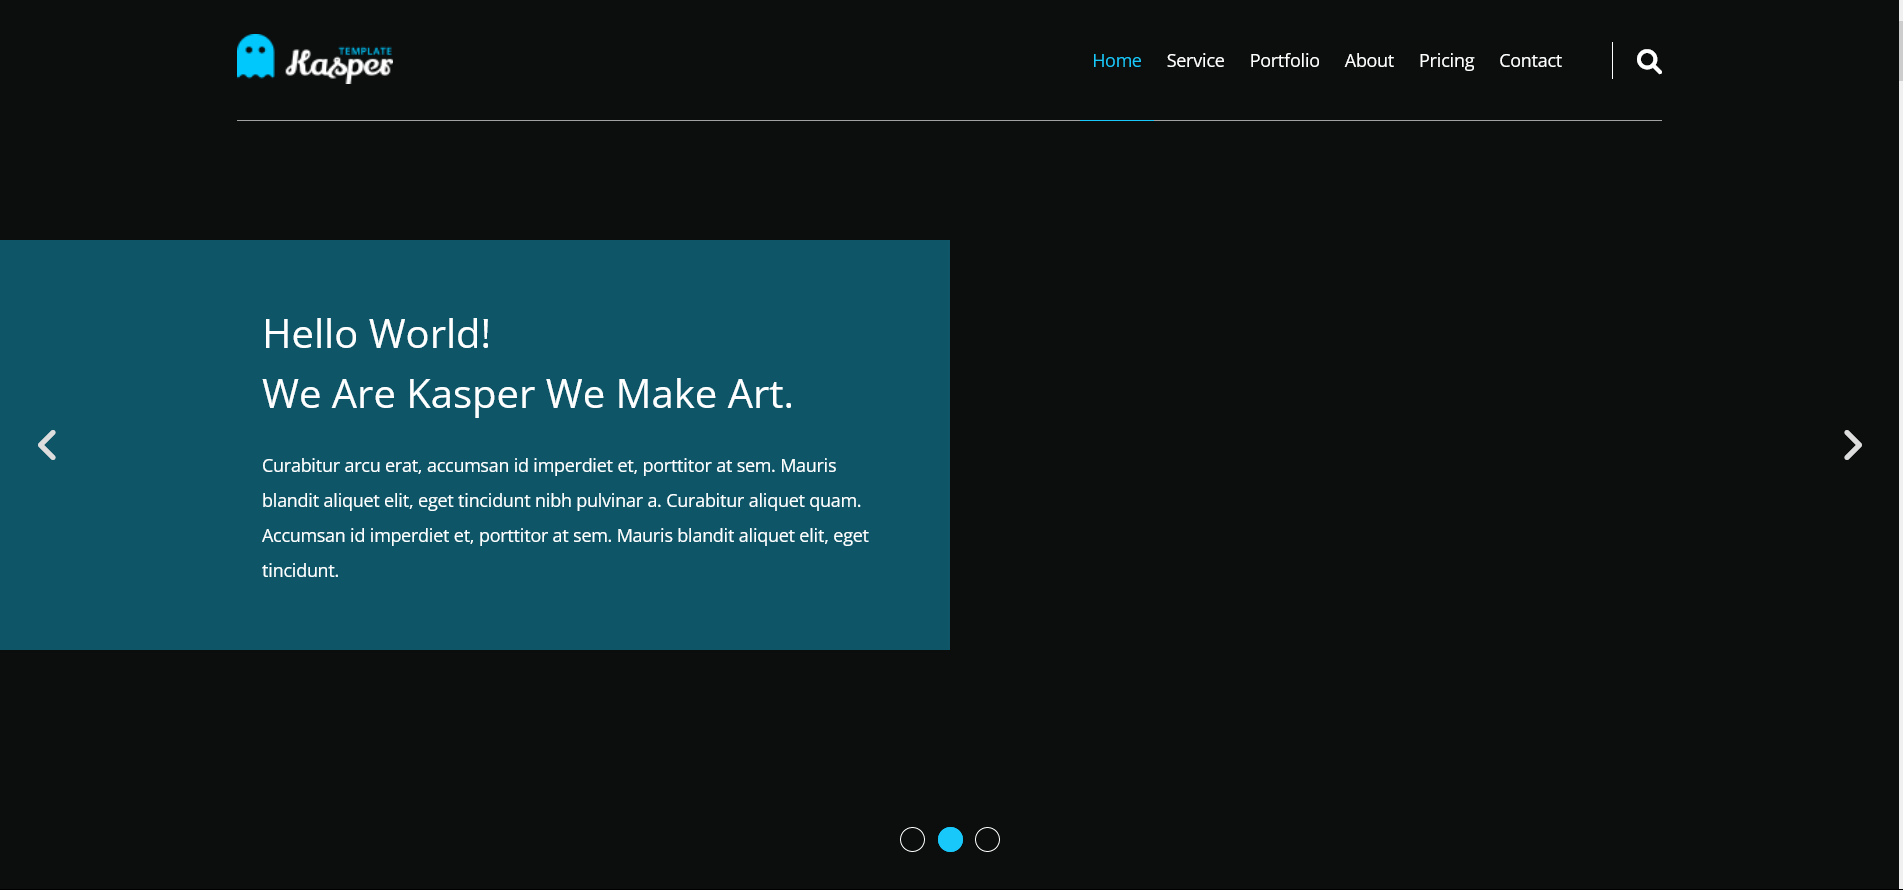 TEMPLATE
Kasper
Home Service Portfolio About Pricing Contact
Hello World!
We Are Kasper We Make Art.
Curabitur arcu erat, accumsan id imperdiet et, porttitor at sem. Mauris
blandit aliquet elit, eget tincidunt nibh pulvinar a. Curabitur aliquet quam.
Accumsan id imperdiet et, porttitor at sem. Mauris blandit aliquet elit, eget
tincidunt.